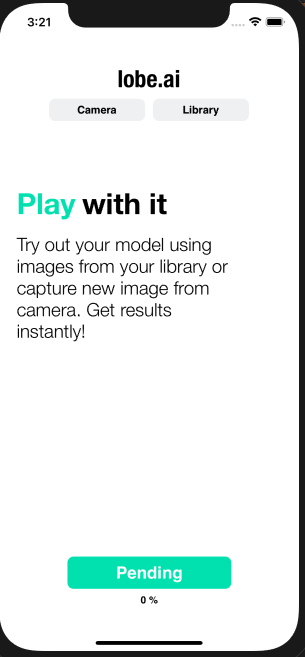 3:21
lobe.ai
Camera Library
Play with it
Try out your model using
images from your library or
capture new image from
camera. Get results
instantly!
Pending
0 %